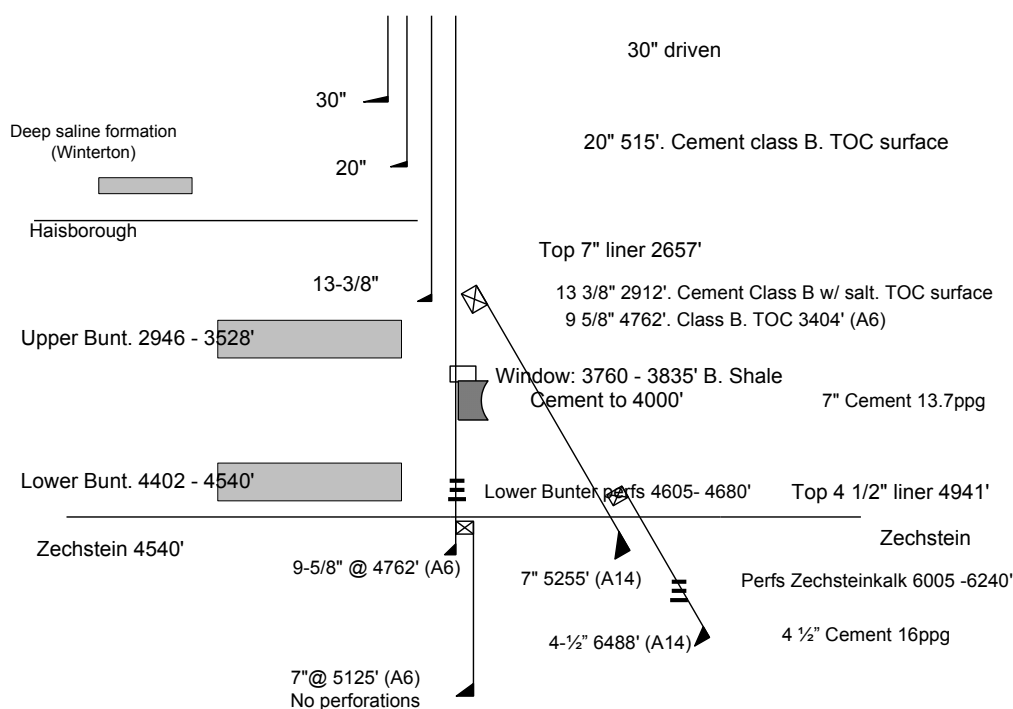 30" driven
30"
Deep saline formation
(Winterton)
20" 515'. Cement class B. TOC surface
20"
Haisborough
Top 7" liner 2657'
13-3/8"
13 3/8" 2912'. Cement Class B w/ salt. TOC surface
9 5/8" 4762'. Class B. TOC 3404' (A6)
Upper Bunt. 2946 - 3528'
Window: 3760 - 3835' B. Shale
Cement to 4000'
7" Cement 13.7ppg
Lower Bunt. 4402 - 4540'
Lower Bunter perfs 4605- 4680'
Top 4 1/2" liner 4941'
Zechstein 4540'
Zechstein
9-5/8" @ 4762' (A6)
7" 5255' (A14)
Perfs Zechsteinkalk 6005 -6240'
4-½” 6488' (A14)
4 ½” Cement 16ppg
7"@ 5125' (A6)
No perforations